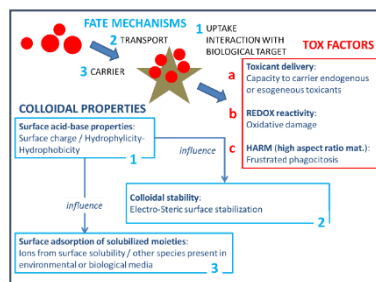 FATE MECHANISMS
1 UPTAKE
INTERACTION WITH
BIOLOGICAL TARGET
2 TRANSPORT
3 CARRIER
TOX FACTORS
a Toxicant delivery:
Capacity to carrier endogenous
or esogeneous toxicants
b REDOX reactivity:
Oxidative damage
c HARM (high aspect ratio mat.):
Frustrated phagocitosis
COLLOIDAL PROPERTIES
Surface acid-base properties:
Surface charge / Hydrophylicity-
Hydrophobicity
1
influence
influence
Colloidal stability:
Electro-Steric surface stabilization
2
Surface adsorption of solubilized moieties:
Ions from surface solubility / other species present in
environmental or biological media
3